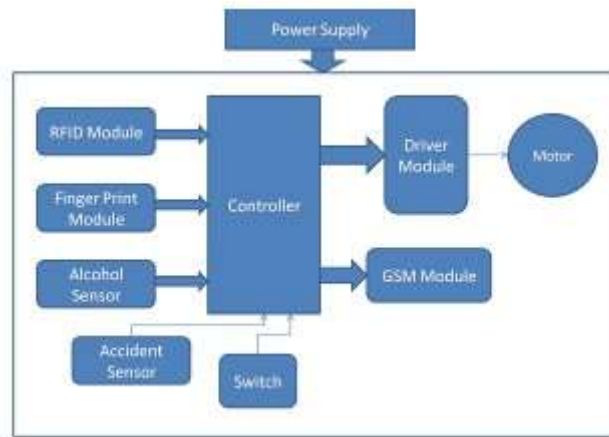 Power Supply
RFID Module
Finger Print
Module
Alcohol
Sensor
Accident
Sensor
Switch
Controller
Driver
Module
Motor
GSM Module